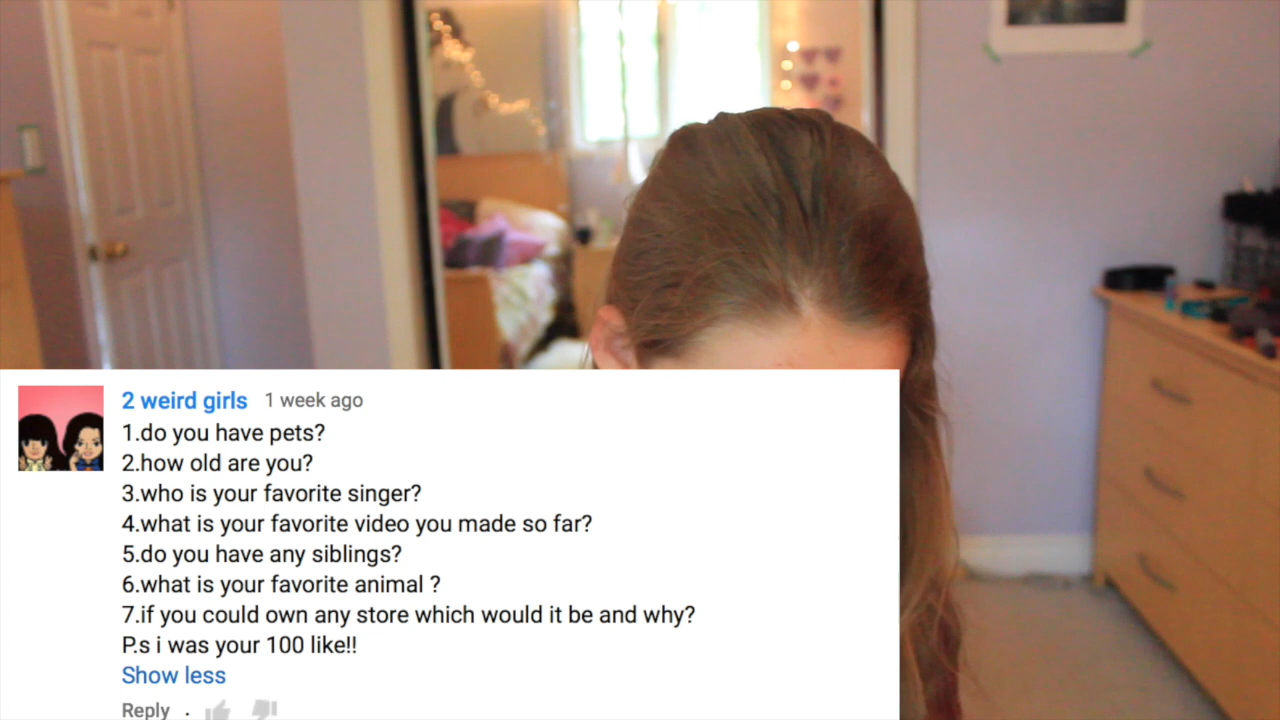 2 weird girls 1 week ago
1.do you have pets?
2.how old are you?
3.who is your favorite singer?
4.what is your favorite video you made so far?
5.do you have any siblings?
6.what is your favorite animal ?
7.if you could own any store which would it be and why?
P.s i was your 100 like!!
Show less
Reply .